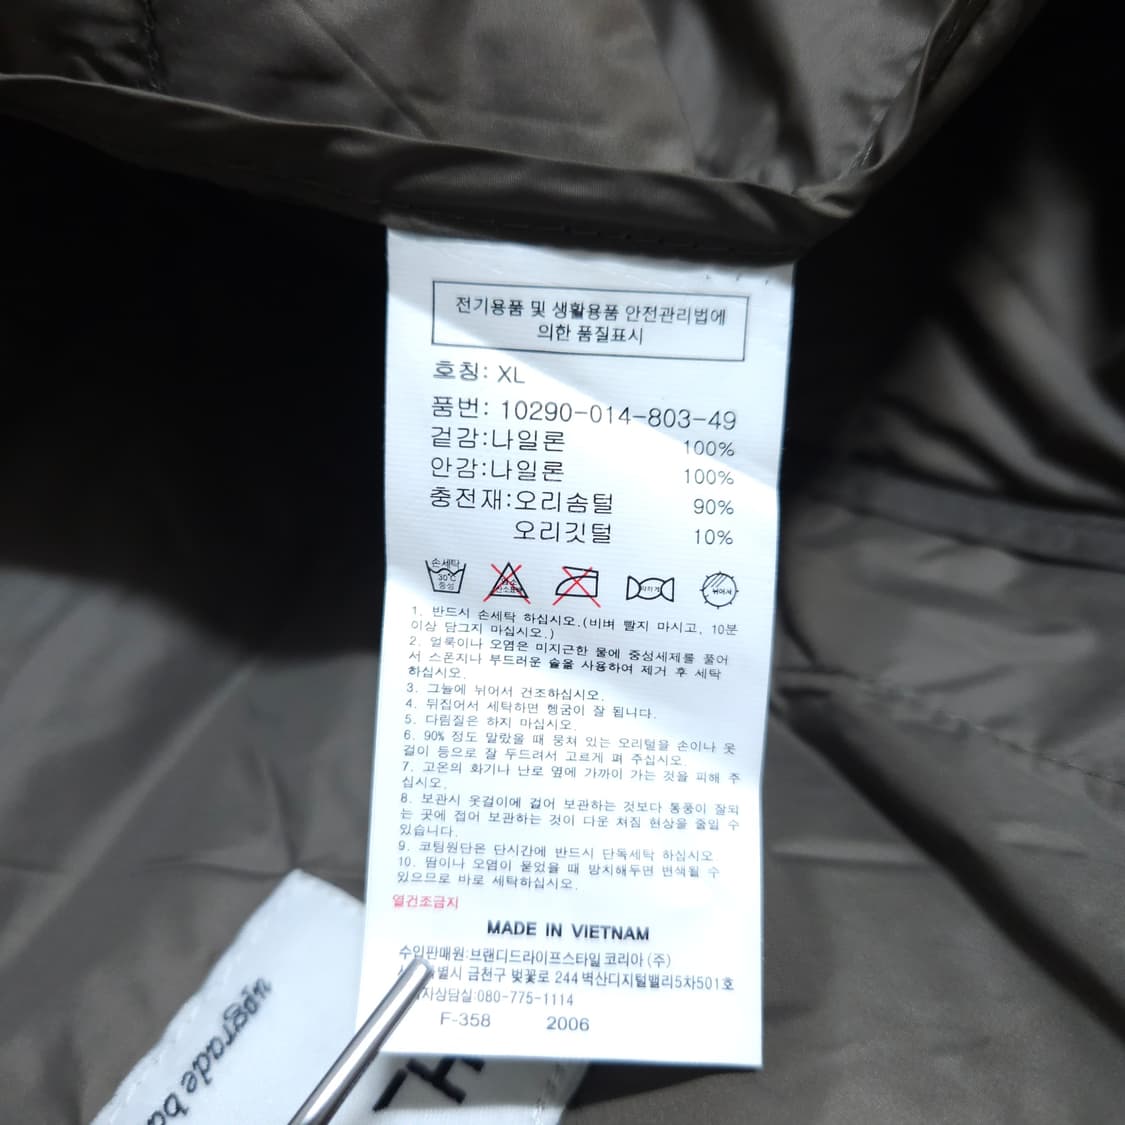 전기용품 및 생활용품 안전관리법에
의한 품질표시
호칭: XL
품번: 10290-014-803-49
겉감:나일론 100%
안감:나일론 100%
충전재:오리솜털 90%
오리깃털 10%
손세탁
30℃
중성
1. 반드시 손세탁 하십시오.(비벼 빨지 마시고, 10분
이상 담그지 마십시오.)
2. 얼룩이나 오염은 미지근한 물에 중성세제를 풀어
서 스폰지나 부드러운 솔을 사용하여 제거 후 세탁
하십시오.
3. 그늘에 뉘어서 건조하십시오.
4. 뒤집어서 세탁하면 헹굼이 잘 됩니다.
5. 다림질은 하지 마십시오.
6. 90% 정도 말랐을 때 뭉쳐 있는 오리털을 손이나 옷
걸이 등으로 잘 두드려서 고르게 펴 주십시오.
7. 고온의 화기나 난로 옆에 가까이 가는 것을 피해 주
십시오.
8. 보관시 옷걸이에 걸어 보관하는 것보다 통풍이 잘되
는 곳에 접어 보관하는 것이 다운 쳐짐 현상을 줄일 수
있습니다.
9. 코팅원단은 단시간에 반드시 단독세탁 하십시오.
10. 땀이나 오염이 묻었을 때 방치해두면 변색될 수
있으므로 바로 세탁하십시오.
열건조금지
MADE IN VIETNAM
수입판매원:브랜디드라이프스타일 코리아 (주)
금천구 벚꽃로 244 벽산디지털밸리5차501호
080-775-1114
F-358 2006
upgrade